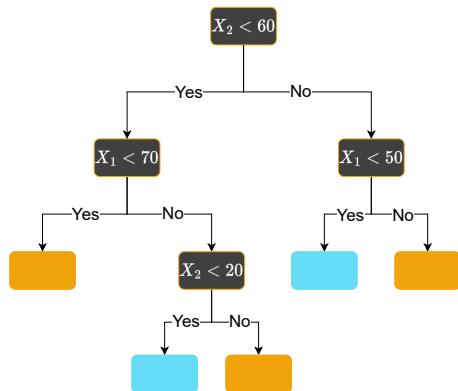 X₂ < 60
Yes No
X₁ < 70 X₁ < 50
Yes No Yes No
X₂ < 20
Yes No